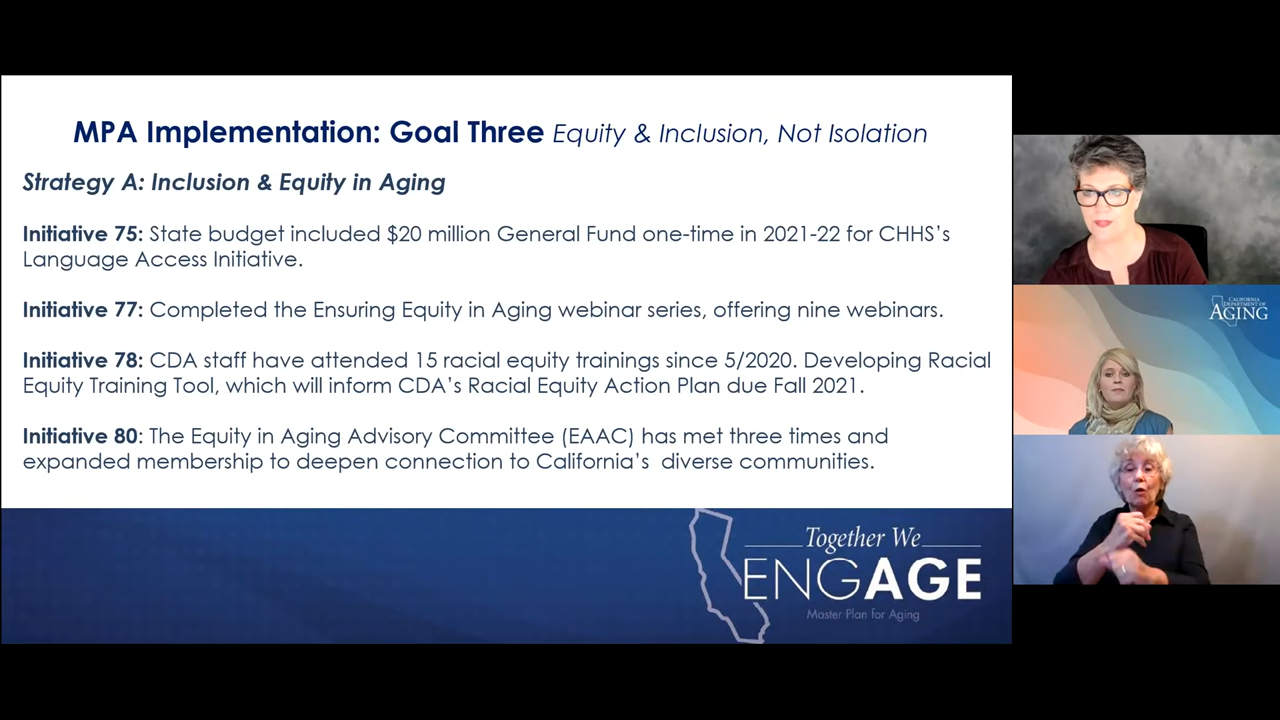 MPA Implementation: Goal Three Equity & Inclusion, Not Isolation
Strategy A: Inclusion & Equity in Aging
Initiative 75: State budget included $20 million General Fund one-time in 2021-22 for CHHS’s
Language Access Initiative.
Initiative 77: Completed the Ensuring Equity in Aging webinar series, offering nine webinars.
Initiative 78: CDA staff have attended 15 racial equity trainings since 5/2020. Developing Racial
Equity Training Tool, which will inform CDA’s Racial Equity Action Plan due Fall 2021.
Initiative 80: The Equity in Aging Advisory Committee (EAAC) has met three times and
expanded membership to deepen connection to California’s  diverse communities.
Together We
ENGAGE
Master Plan for Aging
CALIFORNIA
DEPARTMENT OF
AGING